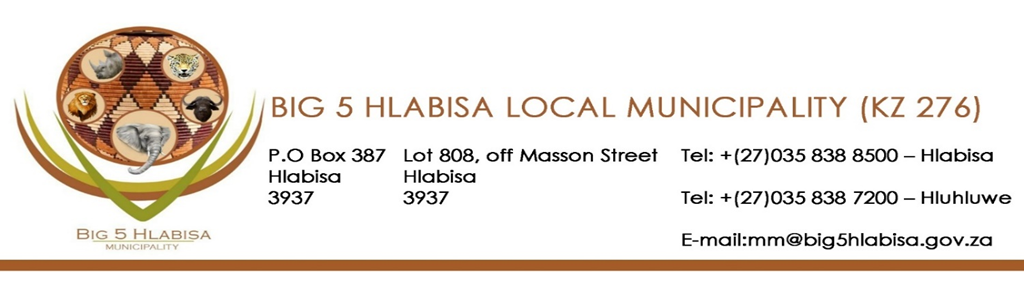 BIG 5 HLABISA LOCAL MUNICIPALITY (KZ 276)
P.O Box 387
Hlabisa
3937
Lot 808, off Masson Street
Hlabisa
3937
Tel: +(27)035 838 8500 – Hlabisa
Tel: +(27)035 838 7200 – Hluhluwe
E-mail:mm@big5hlabisa.gov.za
BIG 5 HLABISA
MUNICIPALITY